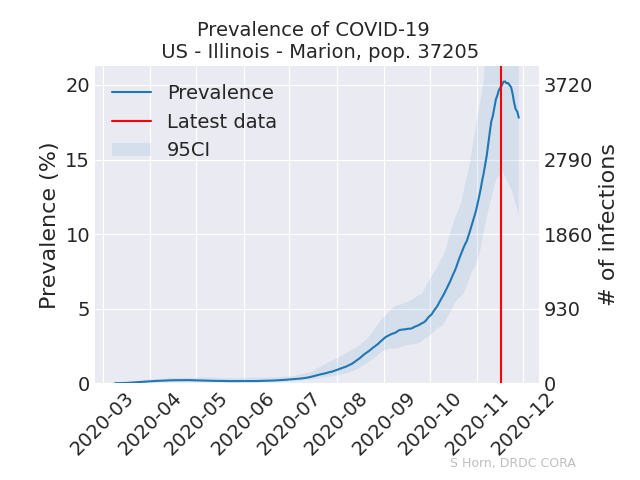 Prevalence of COVID-19
US - Illinois - Marion, pop. 37205
Prevalence
Latest data
95CI
Prevalence (%)
20
15
10
5
0
# of infections
3720
2790
1860
930
0
2020-03
2020-04
2020-05
2020-06
2020-07
2020-08
2020-09
2020-10
2020-11
2020-12
S Horn, DRDC CORA